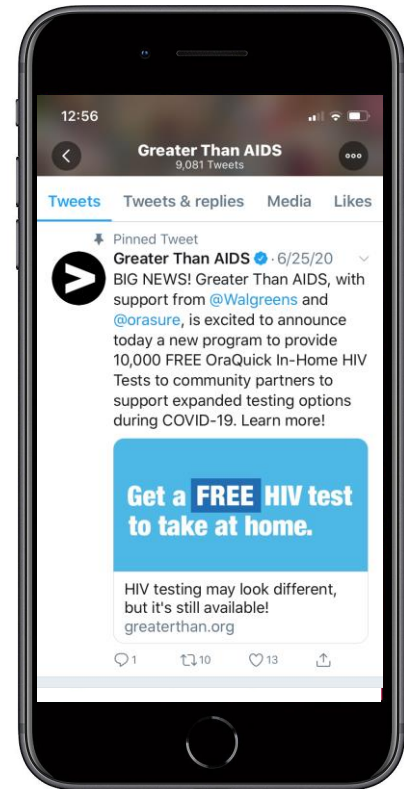 12:56
Greater Than AIDS
9,081 Tweets
Tweets Tweets & replies Media Likes
Pinned Tweet
Greater Than AIDS · 6/25/20
BIG NEWS! Greater Than AIDS, with
support from @Walgreens and
@orasure, is excited to announce
today a new program to provide
10,000 FREE OraQuick In-Home HIV
Tests to community partners to
support expanded testing options
during COVID-19. Learn more!
Get a FREE HIV test
to take at home.
HIV testing may look different,
but it's still available!
greaterthan.org
1 10 13